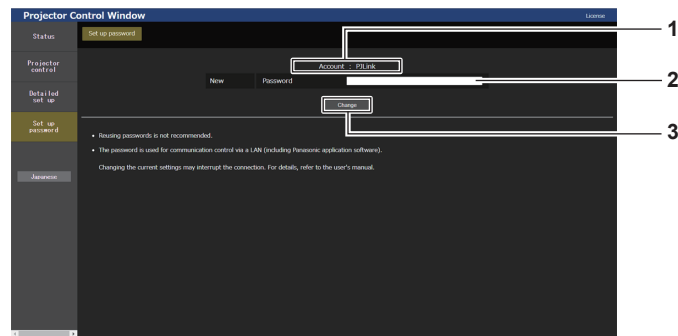 Projector Control Window
License
Status
Set up password
Projector
control
Account : PJLink
New Password
Detailed
set up
Change
Set up
password
• Reusing passwords is not recommended.
• The password is used for communication control via a LAN (including Panasonic application software).
Changing the current settings may interrupt the connection. For details, refer to the user's manual.
Japanese
1
2
3